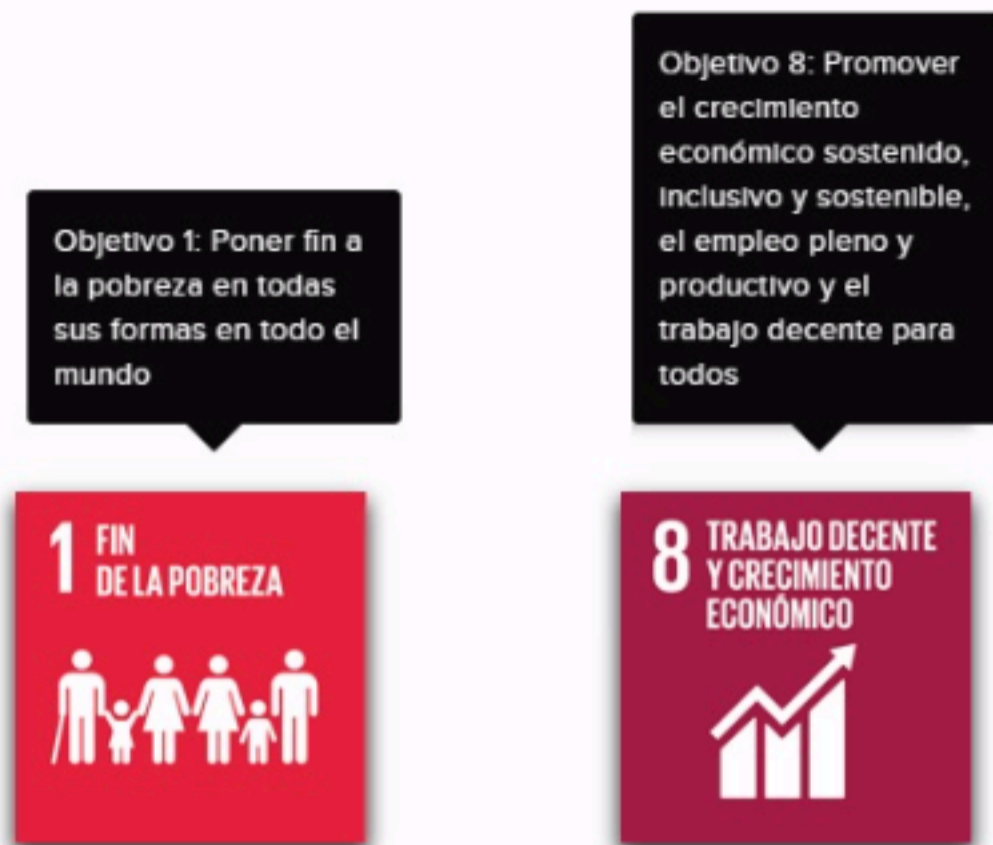 Objetivo 1: Poner fin a
la pobreza en todas
sus formas en todo el
mundo
1 FIN
DE LA POBREZA
Objetivo 8: Promover
el crecimiento
económico sostenido,
inclusivo y sostenible,
el empleo pleno y
productivo y el
trabajo decente para
todos
8 TRABAJO DECENTE
Y CRECIMIENTO
ECONÓMICO